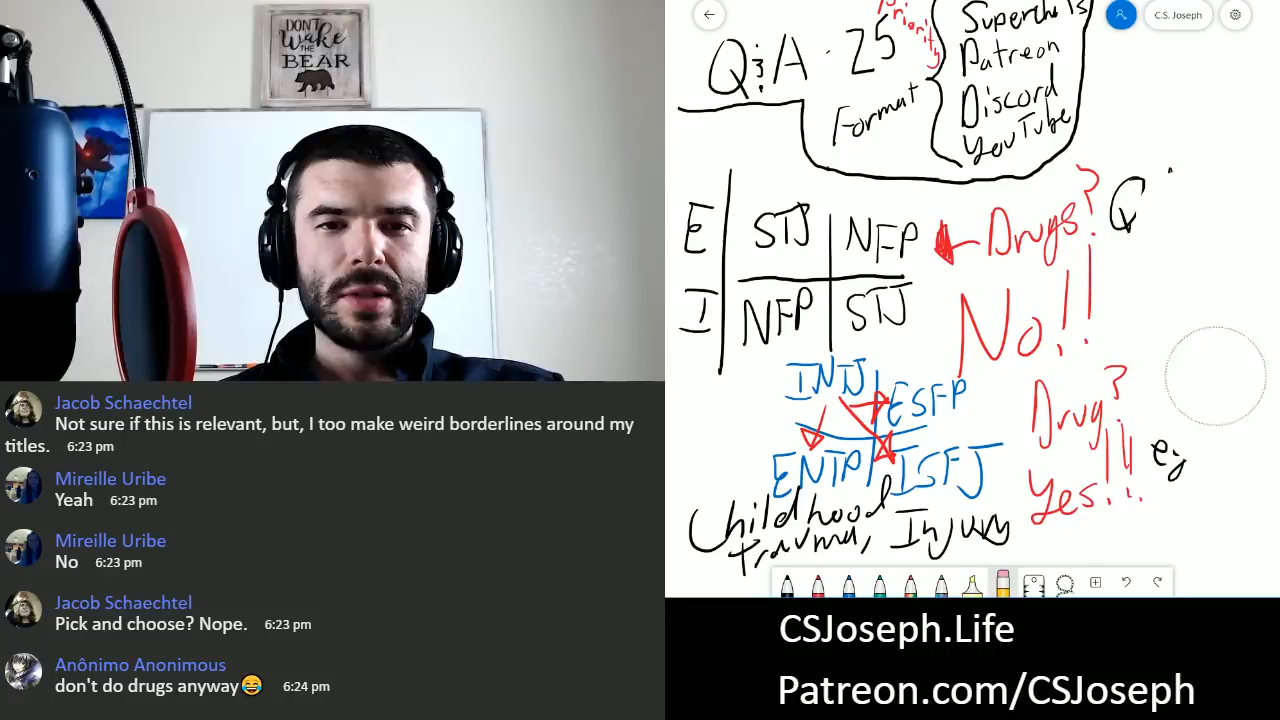 DON'T
Wake
THE
BEAR
Jacob Schaechtel
Not sure if this is relevant, but, I too make weird borderlines around my
titles. 6:23 pm
Mireille Uribe
Yeah 6:23 pm
Mireille Uribe
No 6:23 pm
Jacob Schaechtel
Pick and choose? Nope. 6:23 pm
Anônimo Anonimous
don't do drugs anyway😂 6:24 pm
C.S. Joseph
Q&A · 25
Format
Priority
Patreon
Discord
YouTube
E STJ NFP
I NFP STJ
Drugs?
No!!
Q
INTJ ESFP
ENTP ISFJ
Drug?
Yes!!!
Childhood
trauma, Injury
CSJoseph.Life
Patreon.com/CSJoseph